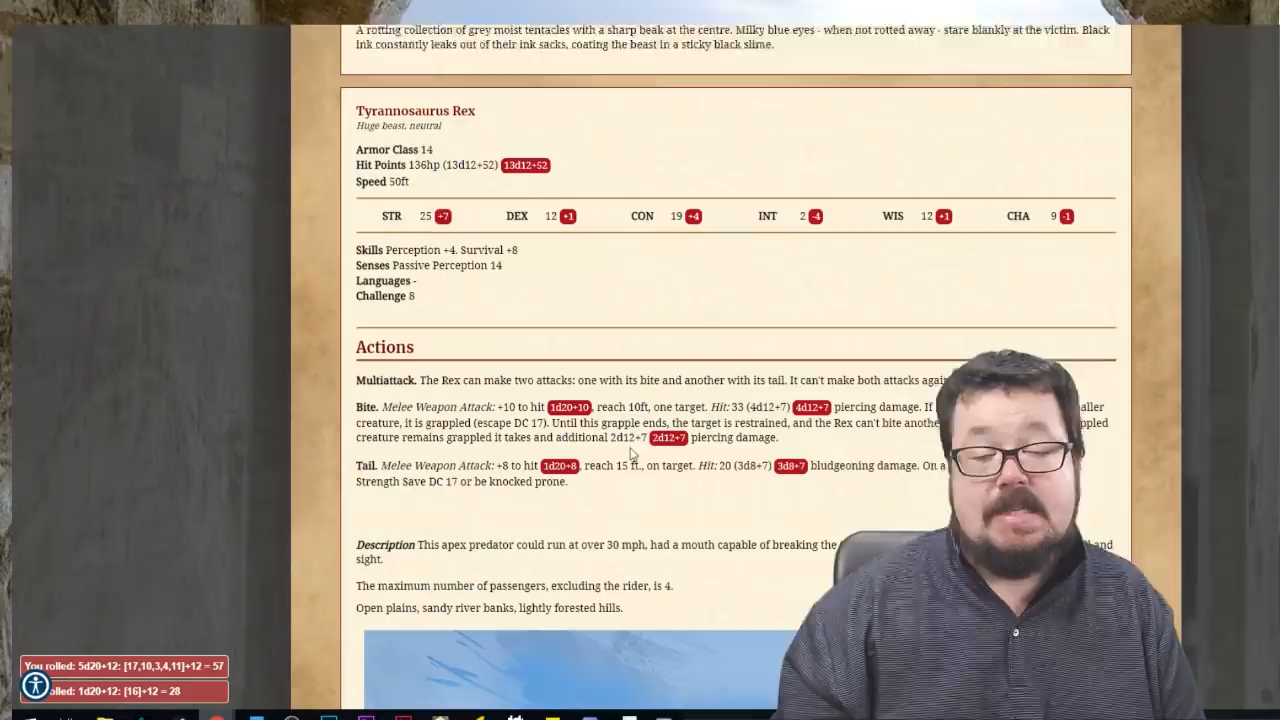 A rotting collection of grey moist tentacles with a sharp beak at the centre. Milky blue eyes - when not rotted away - stare blankly at the victim. Black
ink constantly leaks out of their ink sacks, coating the beast in a sticky black slime.
Tyrannosaurus Rex
Huge beast, neutral
Armor Class 14
Hit Points 136hp (13d12+52) 13d12+52
Speed 50ft
STR 25 +7 DEX 12 +1 CON 19 +4 INT 2 -4 WIS 12 +1 CHA 9 -1
Skills Perception +4. Survival +8
Senses Passive Perception 14
Languages -
Challenge 8
Actions
Multiattack. The Rex can make two attacks: one with its bite and another with its tail. It can't make both attacks
Bite. Melee Weapon Attack: +10 to hit 1d20+10, reach 10ft, one target. Hit: 33 (4d12+7) 4d12+7 piercing damage. If
creature, it is grappled (escape DC 17). Until this grapple ends, the target is restrained, and the Rex can't bite
creature remains grappled it takes and additional 2d12+7 2d12+7 piercing damage.
Tail. Melee Weapon Attack: +8 to hit 1d20+8, reach 15 ft., on target. Hit: 20 (3d8+7) 3d8+7 bludgeoning damage. On a
Strength Save DC 17 or be knocked prone.
Description This apex predator could run at over 30 mph, had a mouth capable of breaking the and
sight.
The maximum number of passengers, excluding the rider, is 4.
Open plains, sandy river banks, lightly forested hills.
You rolled: 5d20+12: [17,10,3,4,11]+12 = 57
1d20+12: [16]+12 = 28